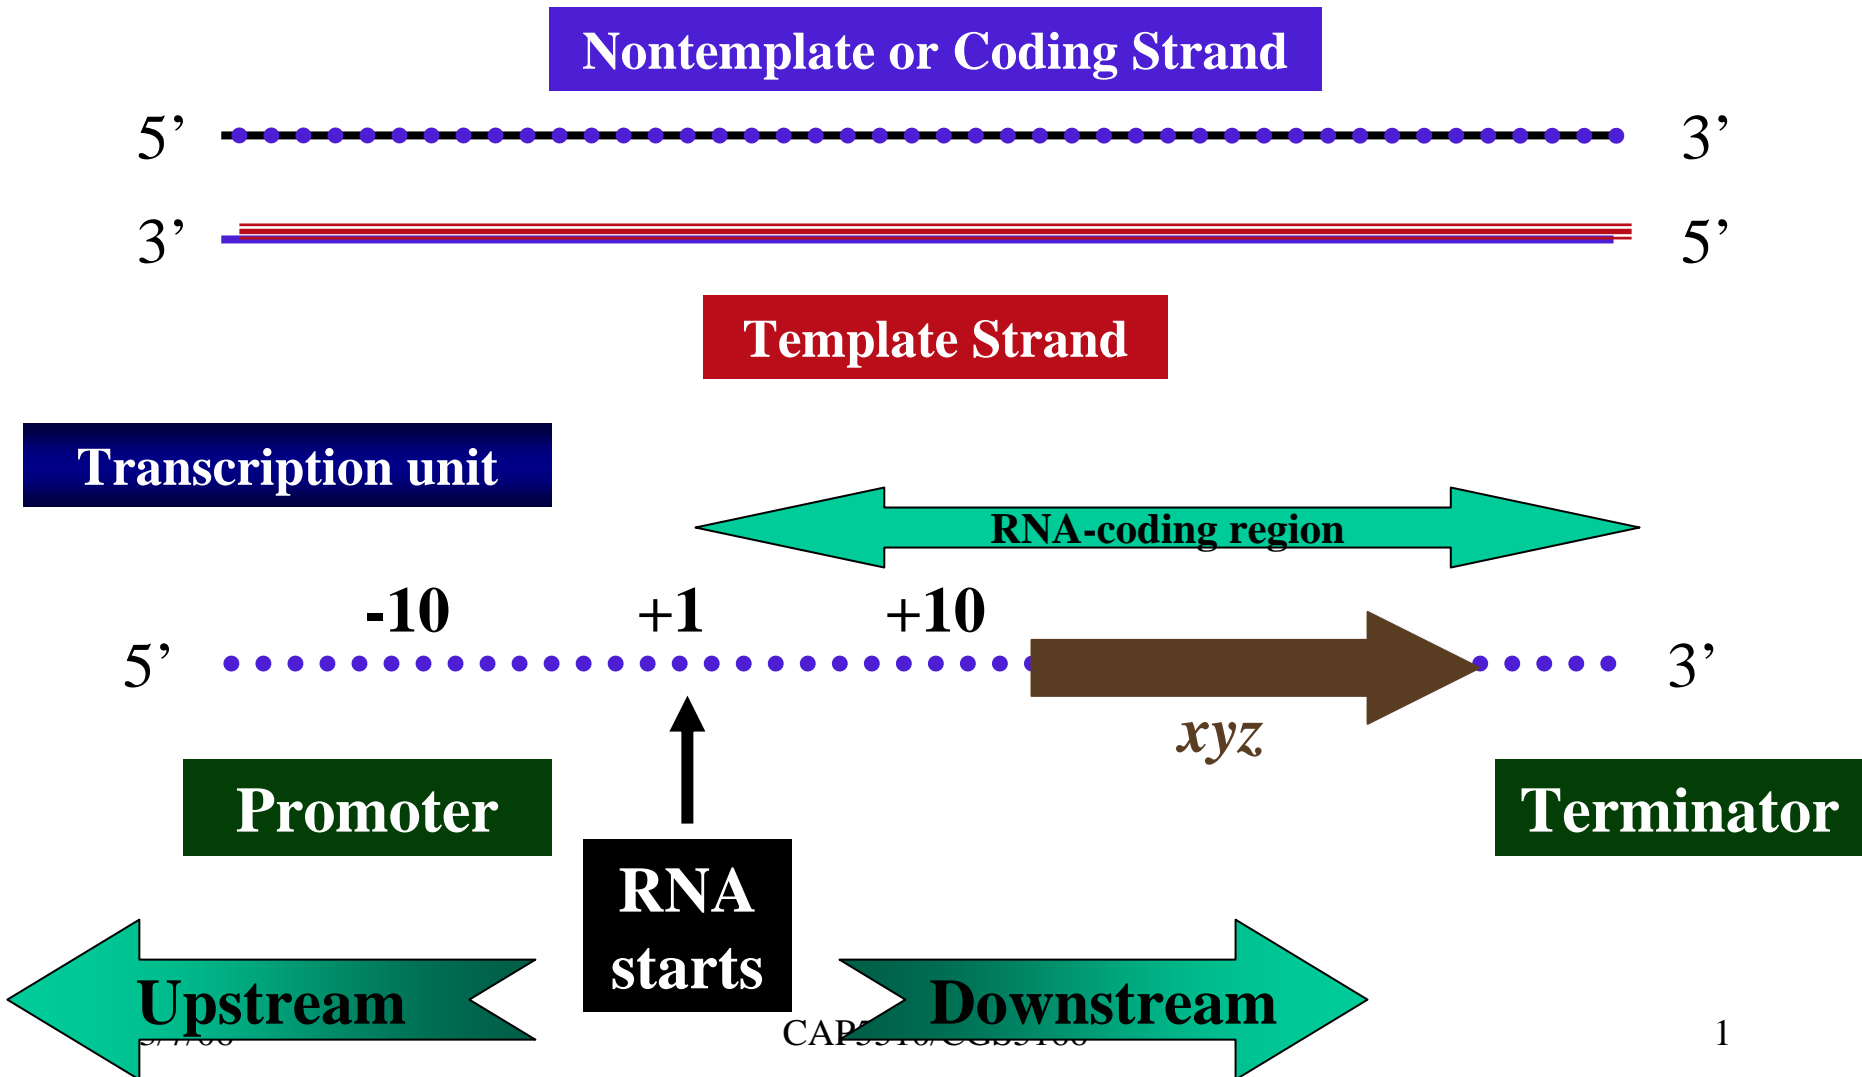 Nontemplate or Coding Strand
5’ 3’
3’ 5’
Template Strand
Transcription unit
RNA-coding region
-10 +1 +10
5’ 3’
xyz
Promoter
Terminator
RNA
starts
Upstream
Downstream
1